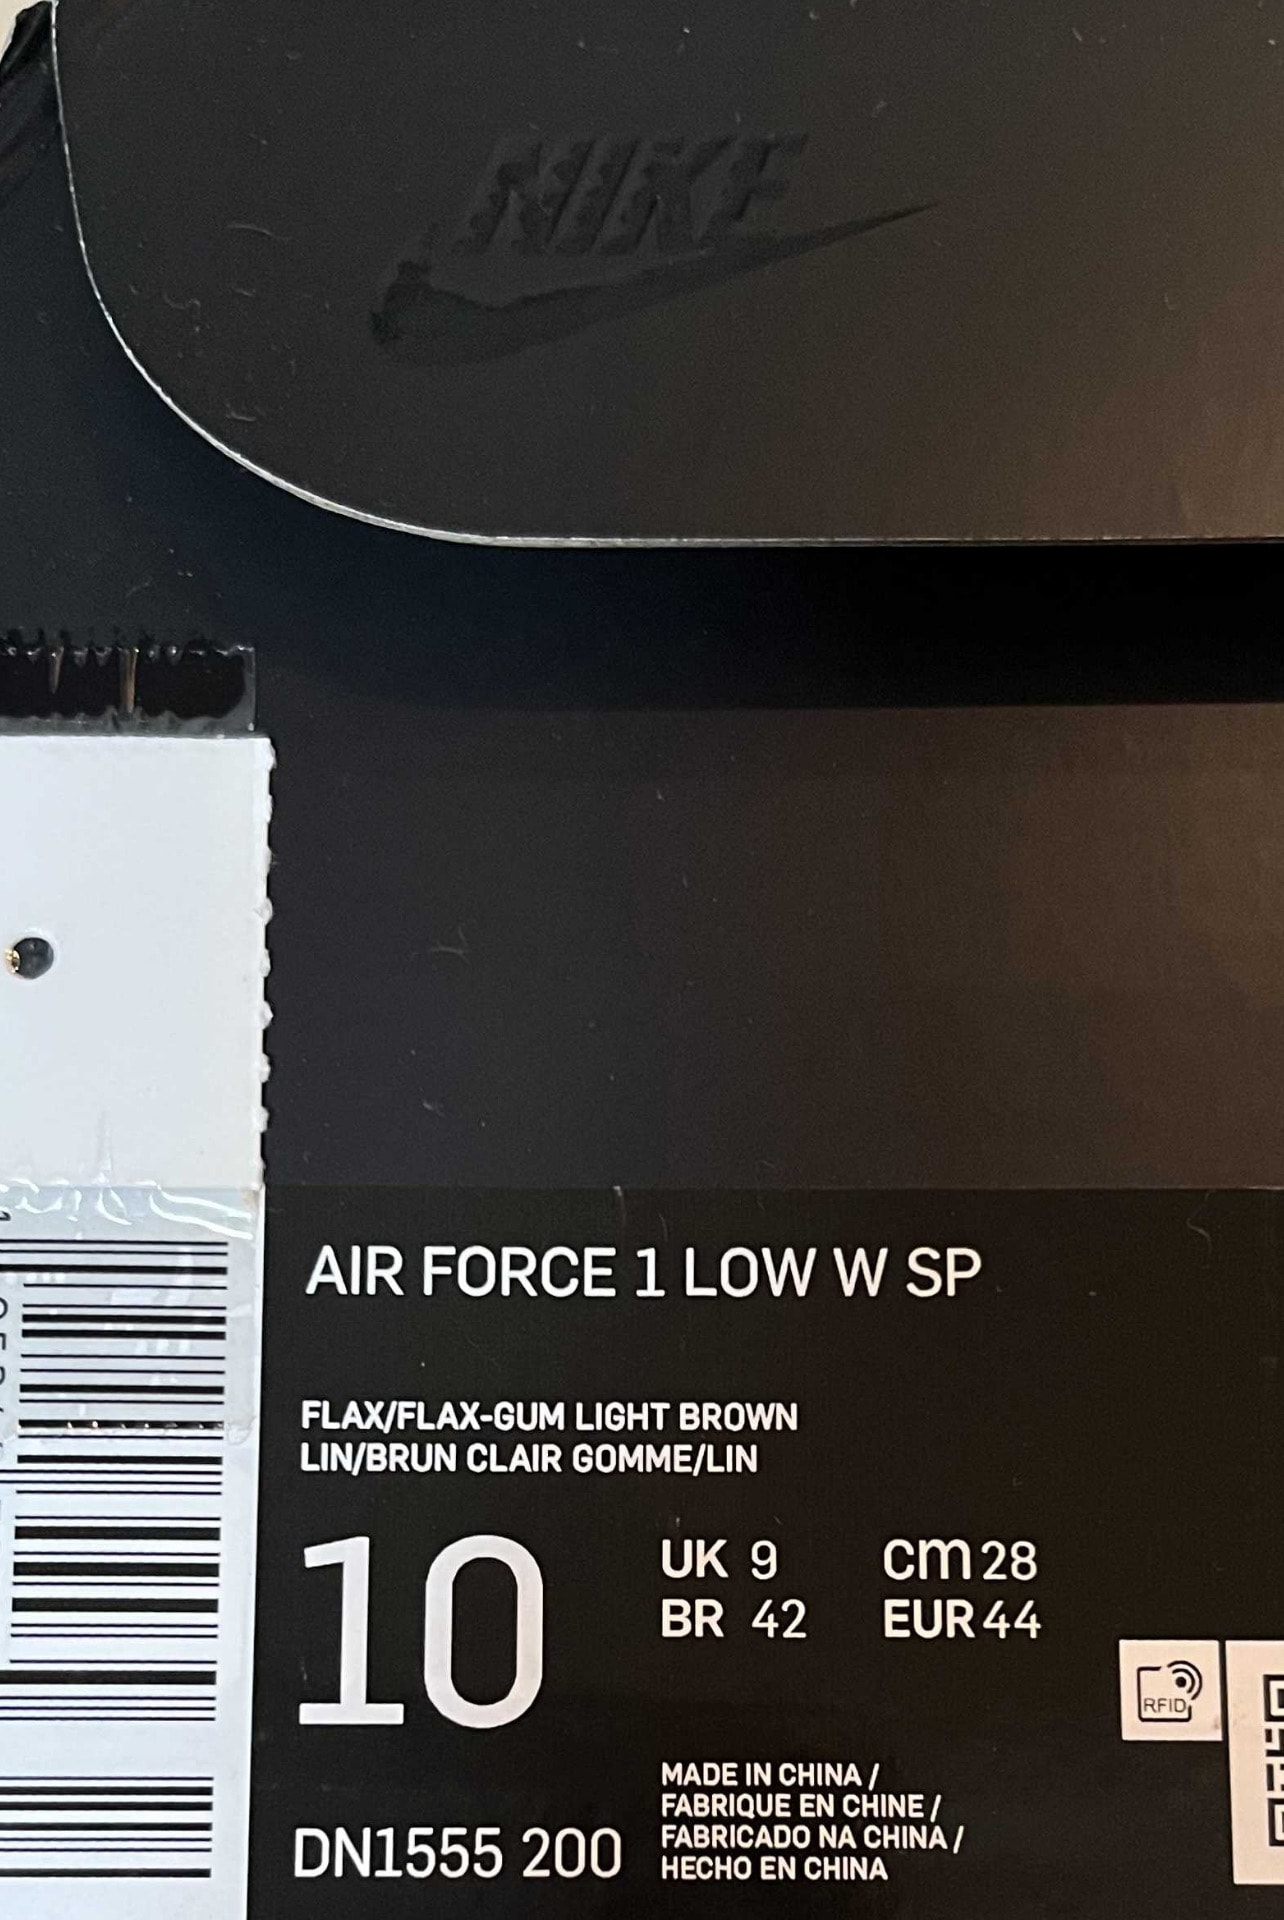 NIKE
AIR FORCE 1 LOW W SP
FLAX/FLAX-GUM LIGHT BROWN
LIN/BRUN CLAIR GOMME/LIN
10
UK 9 CM 28
BR 42 EUR 44
RFID
DN1555 200
MADE IN CHINA /
FABRIQUE EN CHINE /
FABRICADO NA CHINA /
HECHO EN CHINA